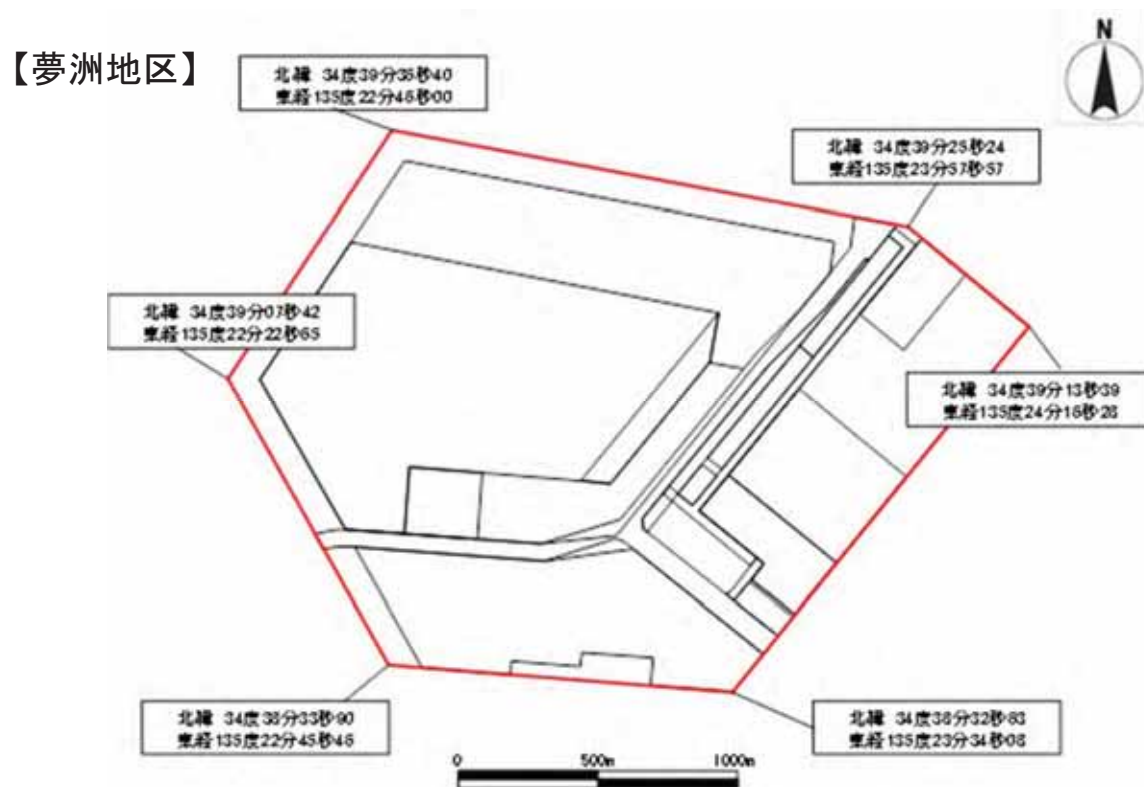 【夢洲地区】
N
北緯 34度39分36秒40
東経135度22分46秒00
北緯 34度39分25秒24
東経135度23分57秒57
北緯 34度39分07秒42
東経135度22分22秒65
北緯 34度39分13秒39
東経135度24分16秒28
北緯 34度38分33秒90
東経135度22分45秒46
北緯 34度38分32秒83
東経135度23分34秒08
0 500m 1000m